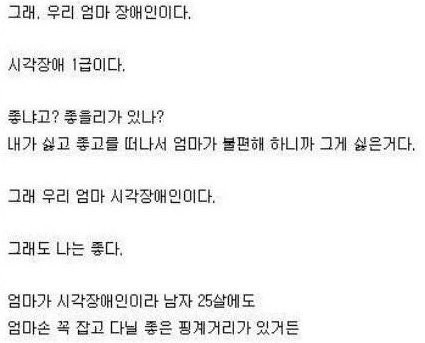 그래. 우리 엄마 장애인이다.
시각장애 1급이다.
좋냐고? 좋을리가 있나?
내가 싫고 좋고를 떠나서 엄마가 불편해 하니까 그게 싫은거다.
그래 우리 엄마 시각장애인이다.
그래도 나는 좋다.
엄마가 시각장애인이라 남자 25살에도
엄마손 꼭 잡고 다닐 좋은 핑계거리가 있거든